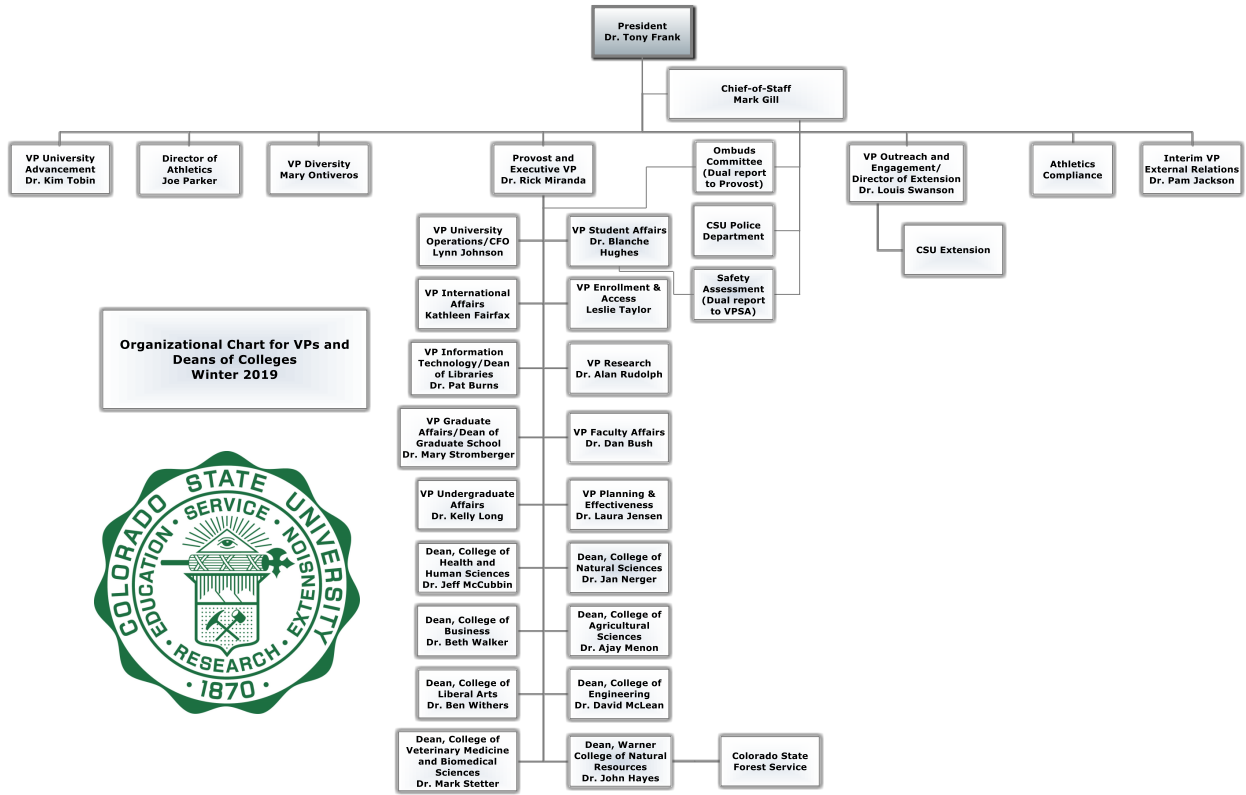 President
Dr. Tony Frank
Chief-of-Staff
Mark Gill
VP University
Advancement
Dr. Kim Tobin
Director of
Athletics
Joe Parker
VP Diversity
Mary Ontiveros
Provost and
Executive VP
Dr. Rick Miranda
Ombuds
Committee
(Dual report
to Provost)
VP Outreach and
Engagement/
Director of Extension
Dr. Louis Swanson
Athletics
Compliance
Interim VP
External Relations
Dr. Pam Jackson
VP University
Operations/CFO
Lynn Johnson
VP Student Affairs
Dr. Blanche
Hughes
CSU Police
Department
CSU Extension
VP International
Affairs
Kathleen Fairfax
VP Enrollment &
Access
Leslie Taylor
Safety
Assessment
(Dual report
to VPSA)
Organizational Chart for VPs and
Deans of Colleges
Winter 2019
VP Information
Technology/Dean
of Libraries
Dr. Pat Burns
VP Research
Dr. Alan Rudolph
VP Graduate
Affairs/Dean of
Graduate School
Dr. Mary Stromberger
VP Faculty Affairs
Dr. Dan Bush
VP Undergraduate
Affairs
Dr. Kelly Long
VP Planning &
Effectiveness
Dr. Laura Jensen
Dean, College of
Health and
Human Sciences
Dr. Jeff McCubbin
Dean, College of
Natural Sciences
Dr. Jan Nerger
Dean, College of
Business
Dr. Beth Walker
Dean, College of
Agricultural
Sciences
Dr. Ajay Menon
Dean, College of
Liberal Arts
Dr. Ben Withers
Dean, College of
Engineering
Dr. David McLean
Dean, College of
Veterinary Medicine
and Biomedical
Sciences
Dr. Mark Stetter
Dean, Warner
College of Natural
Resources
Dr. John Hayes
Colorado State
Forest Service
COLORADO STATE UNIVERSITY
EDUCATION · SERVICE · EXTENSION
· RESEARCH ·
· 1870 ·